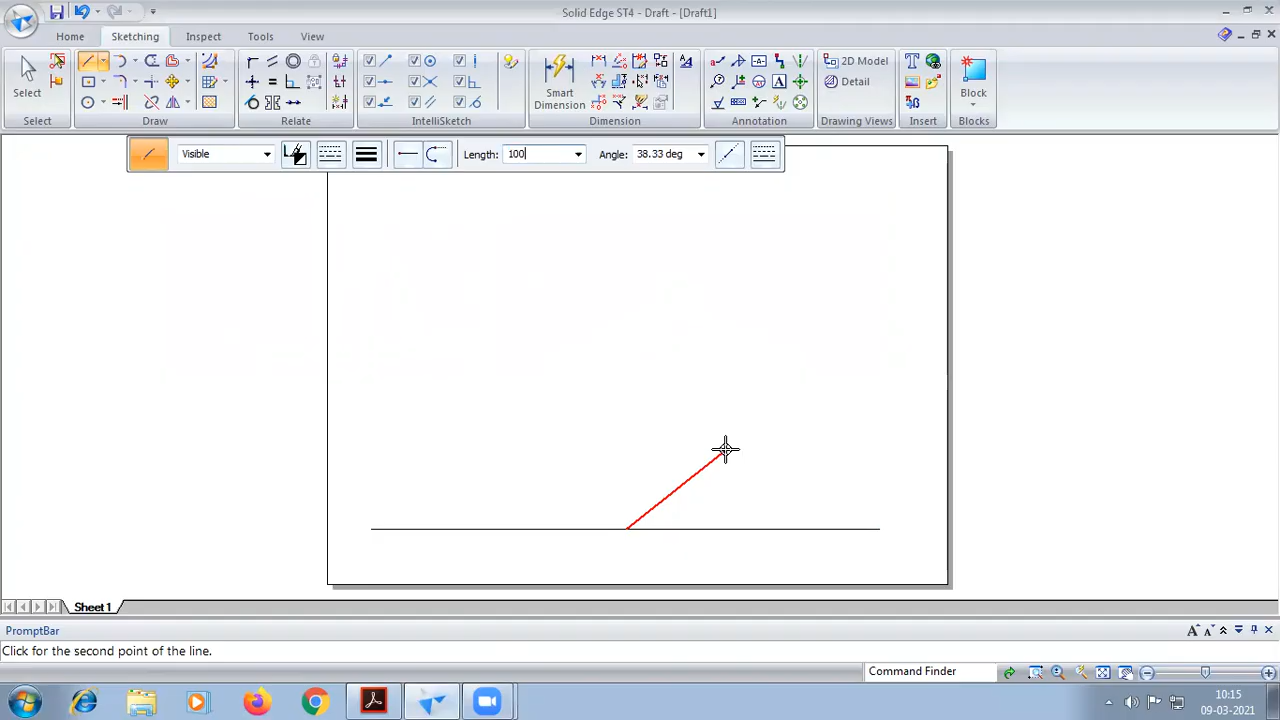 Solid Edge ST4 - Draft - [Draft1]
Home Sketching Inspect Tools View
Select
Smart Dimension
2D Model
Detail
Block
Select Draw Relate IntelliSketch Dimension Annotation Drawing Views Insert Blocks
Visible Length: 100 Angle: 38.33 deg
Sheet1
PromptBar
Click for the second point of the line.
Command Finder
10:15
09-03-2021